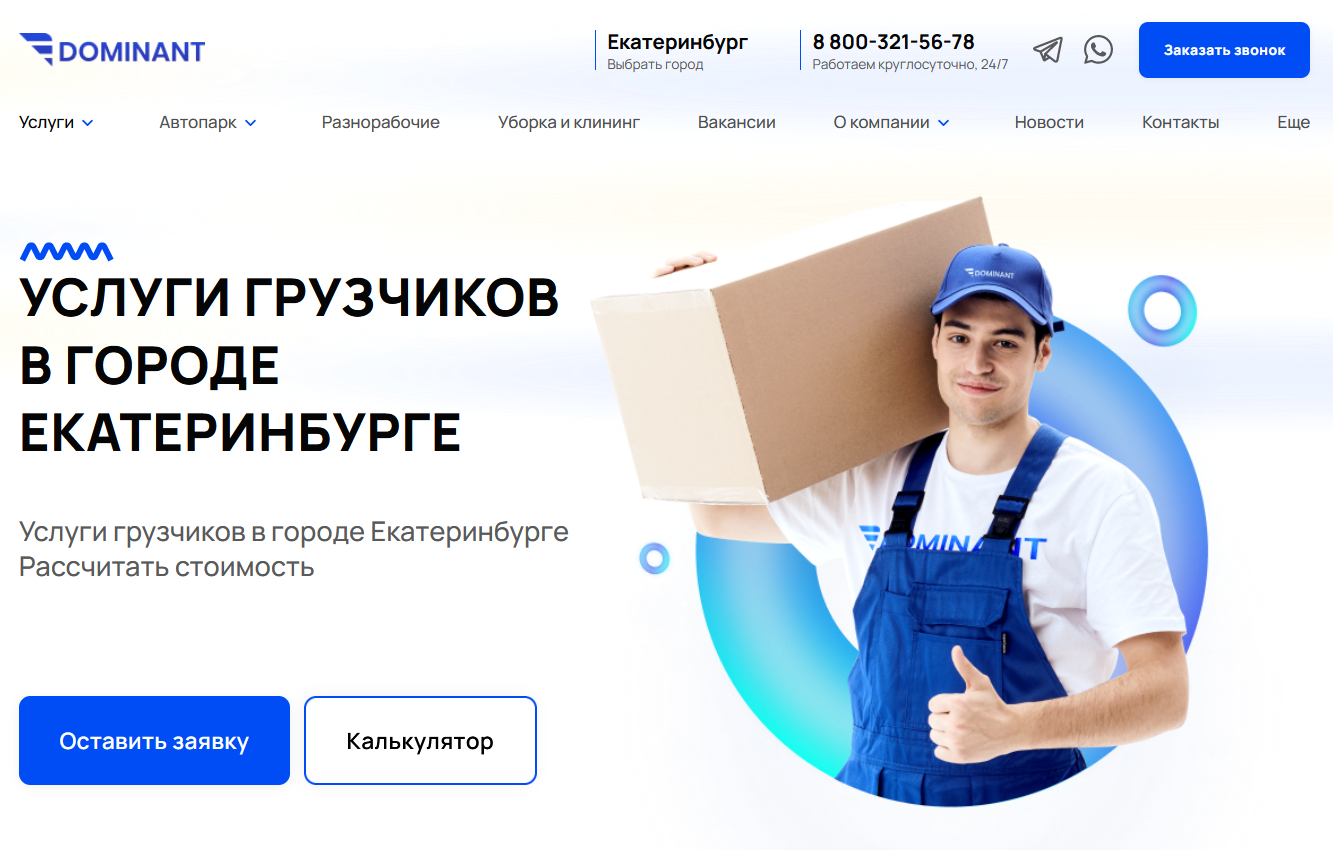 DOMINANT
Екатеринбург
Выбрать город
8 800-321-56-78
Работаем круглосуточно, 24/7
Заказать звонок
Услуги
Автопарк
Разнорабочие
Уборка и клининг
Вакансии
О компании
Новости
Контакты
Еще
УСЛУГИ ГРУЗЧИКОВ
В ГОРОДЕ
ЕКАТЕРИНБУРГЕ
Услуги грузчиков в городе Екатеринбурге
Рассчитать стоимость
Оставить заявку
Калькулятор
DOMINANT
DOMINANT